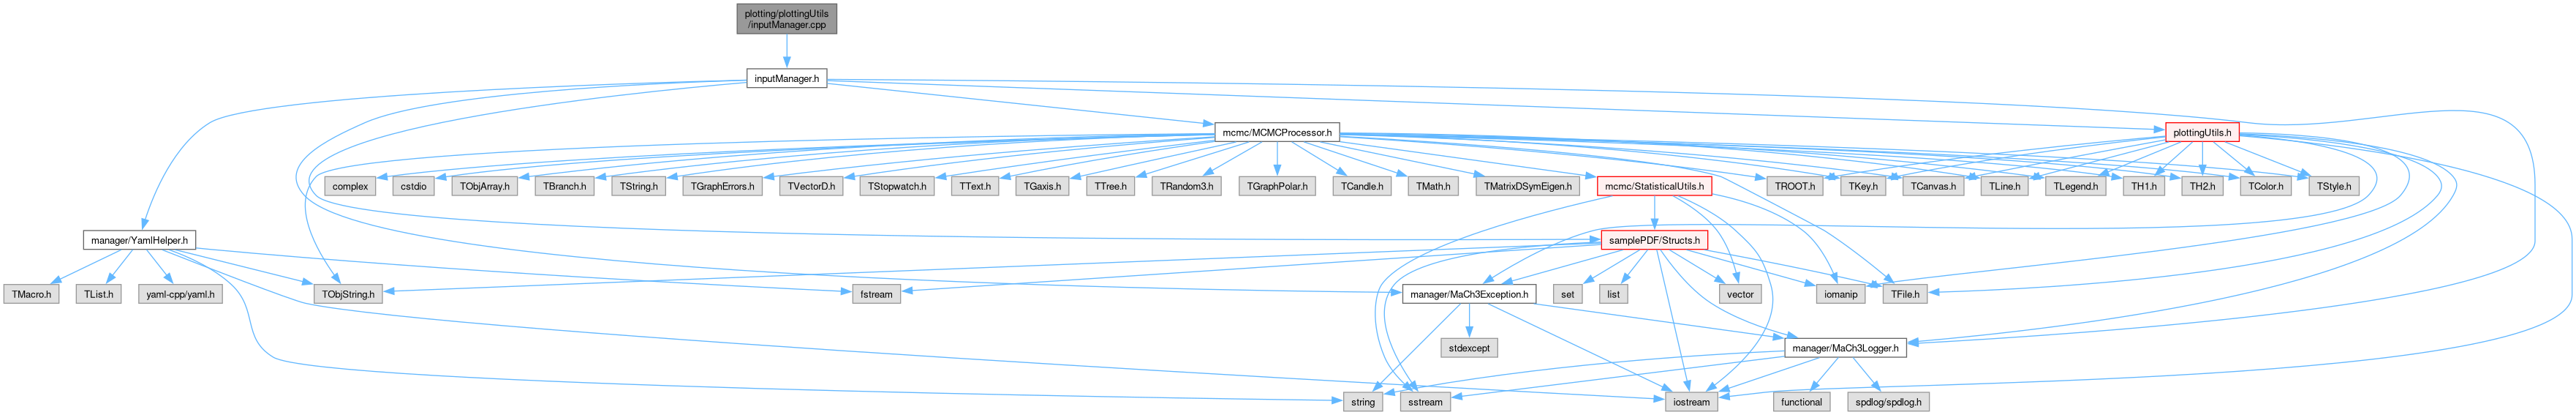 plotting/plottingUtils
/inputManager.cpp
inputManager.h
mcmc/MCMCProcessor.h
plottingUtils.h
complex
cstdio
TObjArray.h
TBranch.h
TString.h
TGraphErrors.h
TVectorD.h
TStopwatch.h
TText.h
TGaxis.h
TTree.h
TRandom3.h
TGraphPolar.h
TCandle.h
TMath.h
TMatrixDSymEigen.h
mcmc/StatisticalUtils.h
TROOT.h
TKey.h
TCanvas.h
TLine.h
TLegend.h
TH1.h
TH2.h
TColor.h
TStyle.h
manager/YamlHelper.h
samplePDF/Structs.h
TMacro.h
TList.h
yaml-cpp/yaml.h
TObjString.h
fstream
manager/MaCh3Exception.h
set
list
vector
iomanip
TFile.h
stdexcept
manager/MaCh3Logger.h
string
sstream
iostream
functional
spdlog/spdlog.h